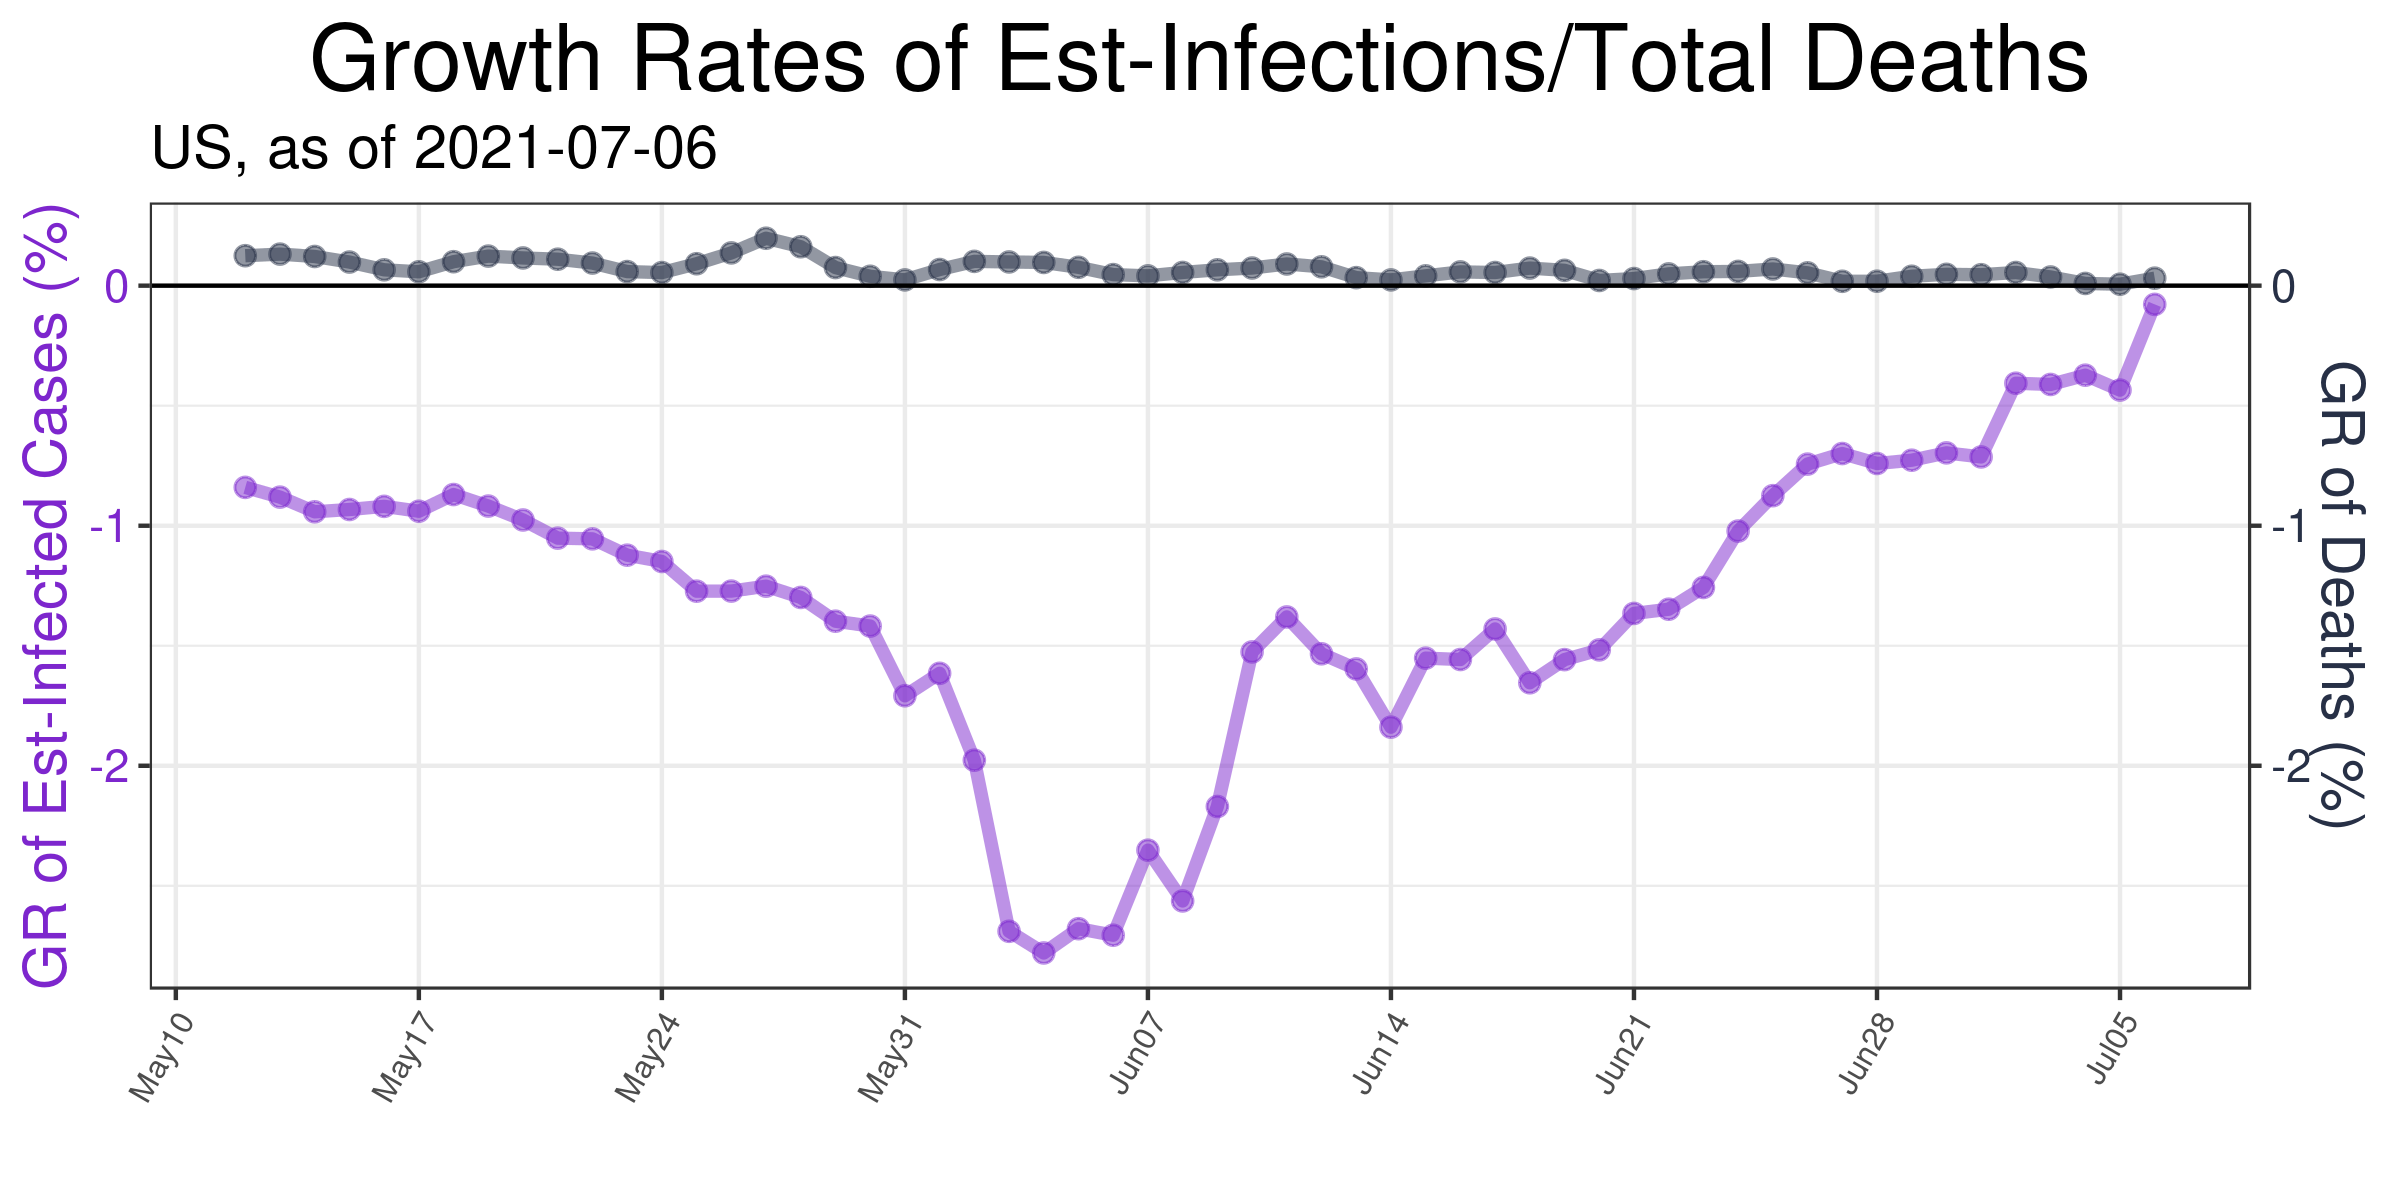 Growth Rates of Est-Infections/Total Deaths
US, as of 2021-07-06
GR of Est-Infected Cases (%)
0
-1
-2
0
-1
-2
GR of Deaths (%)
May10
May17
May24
May31
Jun07
Jun14
Jun21
Jun28
Jul05